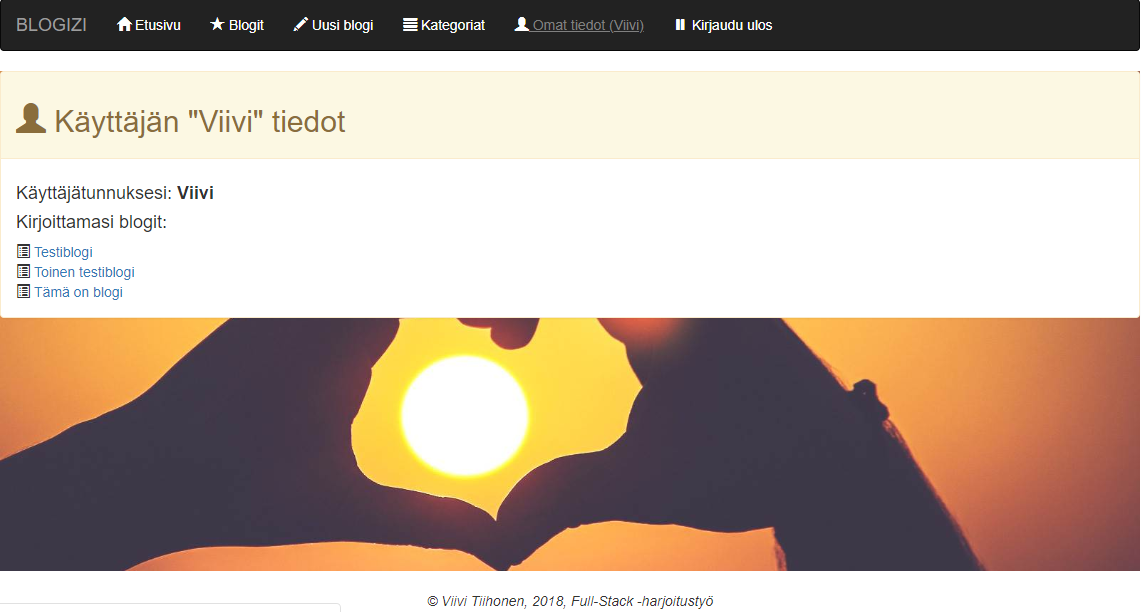 BLOGIZI Etusivu Blogit Uusi blogi Kategoriat Omat tiedot (Viivi) Kirjaudu ulos
Käyttäjän "Viivi" tiedot
Käyttäjätunnuksesi: Viivi
Kirjoittamasi blogit:
Testiblogi
Toinen testiblogi
Tämä on blogi
© Viivi Tiihonen, 2018, Full-Stack -harjoitustyö